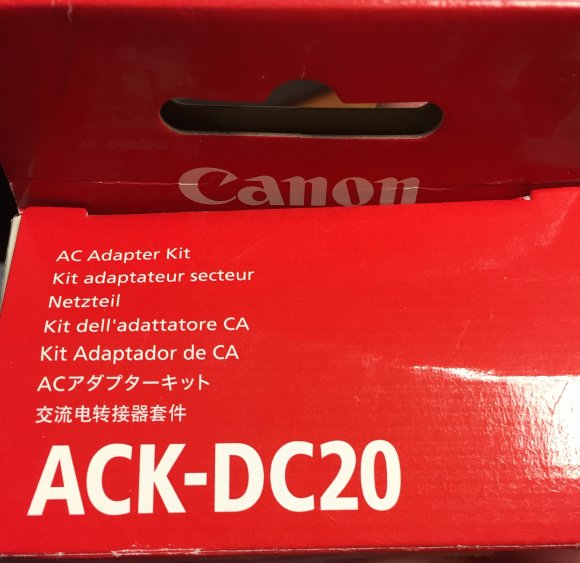 Canon
AC Adapter Kit
Kit adaptateur secteur
Netzteil
Kit dell'adattatore CA
Kit Adaptador de CA
ACアダプターキット
交流电转接器套件
ACK-DC20